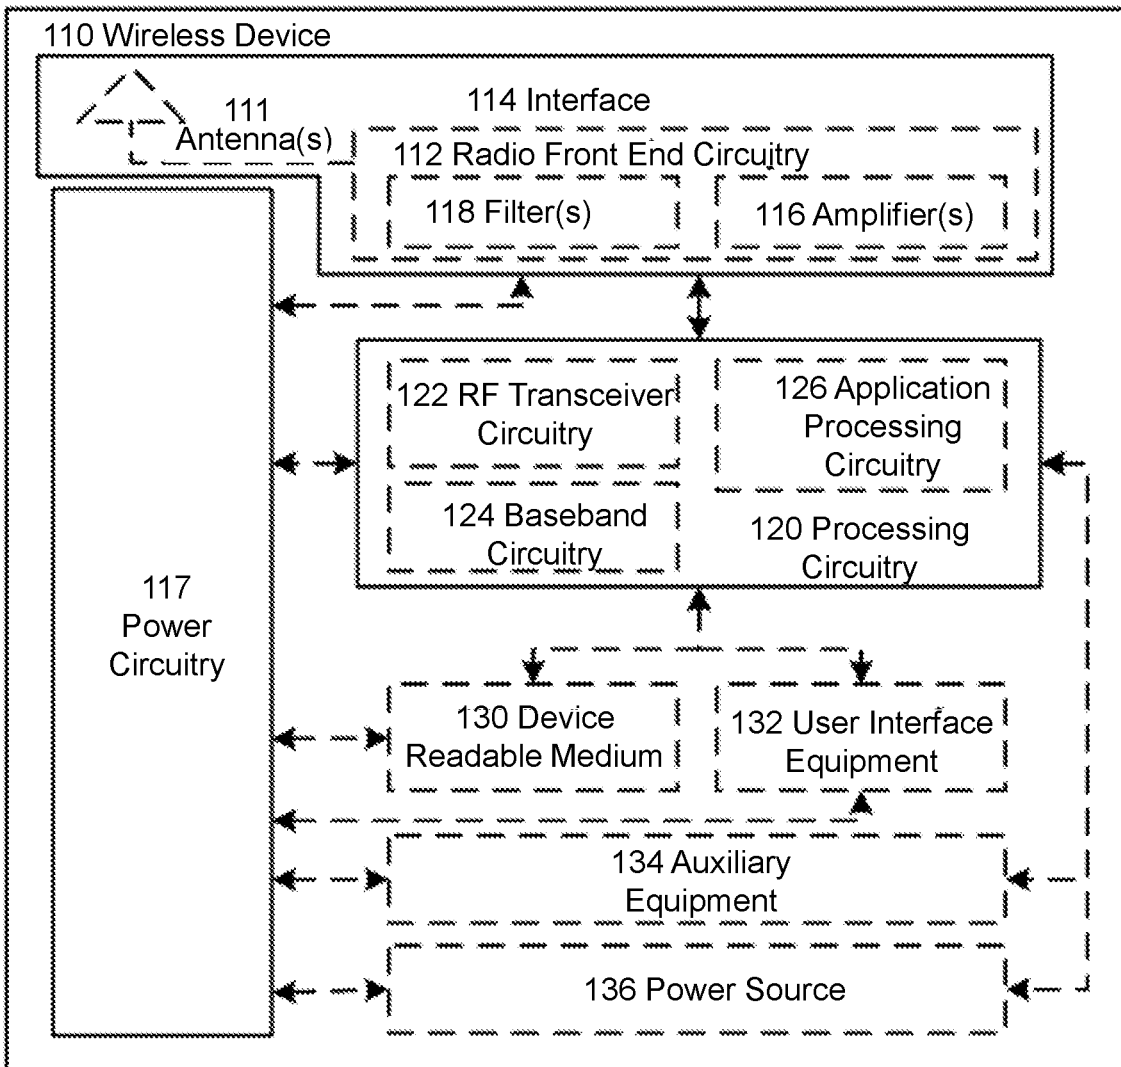 110 Wireless Device
111
Antenna(s)
114 Interface
112 Radio Front End Circuitry
118 Filter(s)
116 Amplifier(s)
122 RF Transceiver
Circuitry
126 Application
Processing
Circuitry
124 Baseband
Circuitry
120 Processing
Circuitry
117
Power
Circuitry
130 Device
Readable Medium
132 User Interface
Equipment
134 Auxiliary
Equipment
136 Power Source